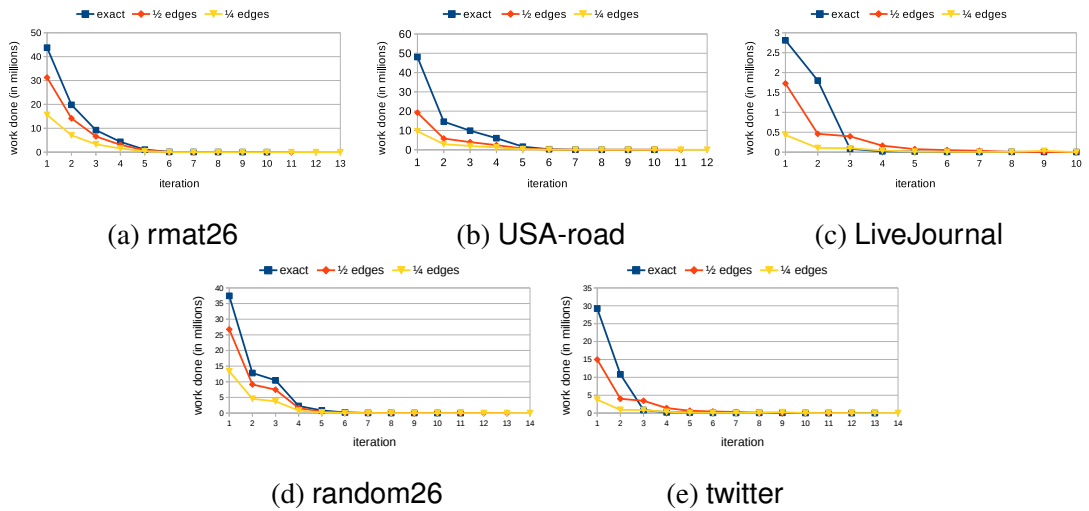 exact ½ edges ¼ edges
work done (in millions)
50
40
30
20
10
0
1 2 3 4 5 6 7 8 9 10 11 12 13
iteration
(a) rmat26
exact ½ edges ¼ edges
work done (in millions)
60
50
40
30
20
10
0
1 2 3 4 5 6 7 8 9 10 11 12
iteration
(b) USA-road
exact ½ edges ¼ edges
work done (in millions)
3
2.5
2
1.5
1
0.5
0
1 2 3 4 5 6 7 8 9 10
iteration
(c) LiveJournal
exact ½ edges ¼ edges
work done (in millions)
40
35
30
25
20
15
10
5
0
1 2 3 4 5 6 7 8 9 10 11 12 13 14
iteration
(d) random26
exact ½ edges ¼ edges
work done (in millions)
35
30
25
20
15
10
5
0
1 2 3 4 5 6 7 8 9 10 11 12 13 14
iteration
(e) twitter